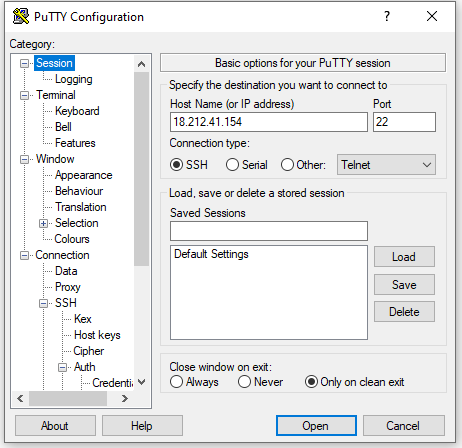 PuTTY Configuration
Category:
Session
Logging
Terminal
Keyboard
Bell
Features
Window
Appearance
Behaviour
Translation
Selection
Colours
Connection
Data
Proxy
SSH
Kex
Host keys
Cipher
Auth
Credentia
Basic options for your PuTTY session
Specify the destination you want to connect to
Host Name (or IP address) Port
18.212.41.154 22
Connection type:
SSH Serial Other: Telnet
Load, save or delete a stored session
Saved Sessions
Default Settings
Load
Save
Delete
Close window on exit:
Always Never Only on clean exit
About Help Open Cancel